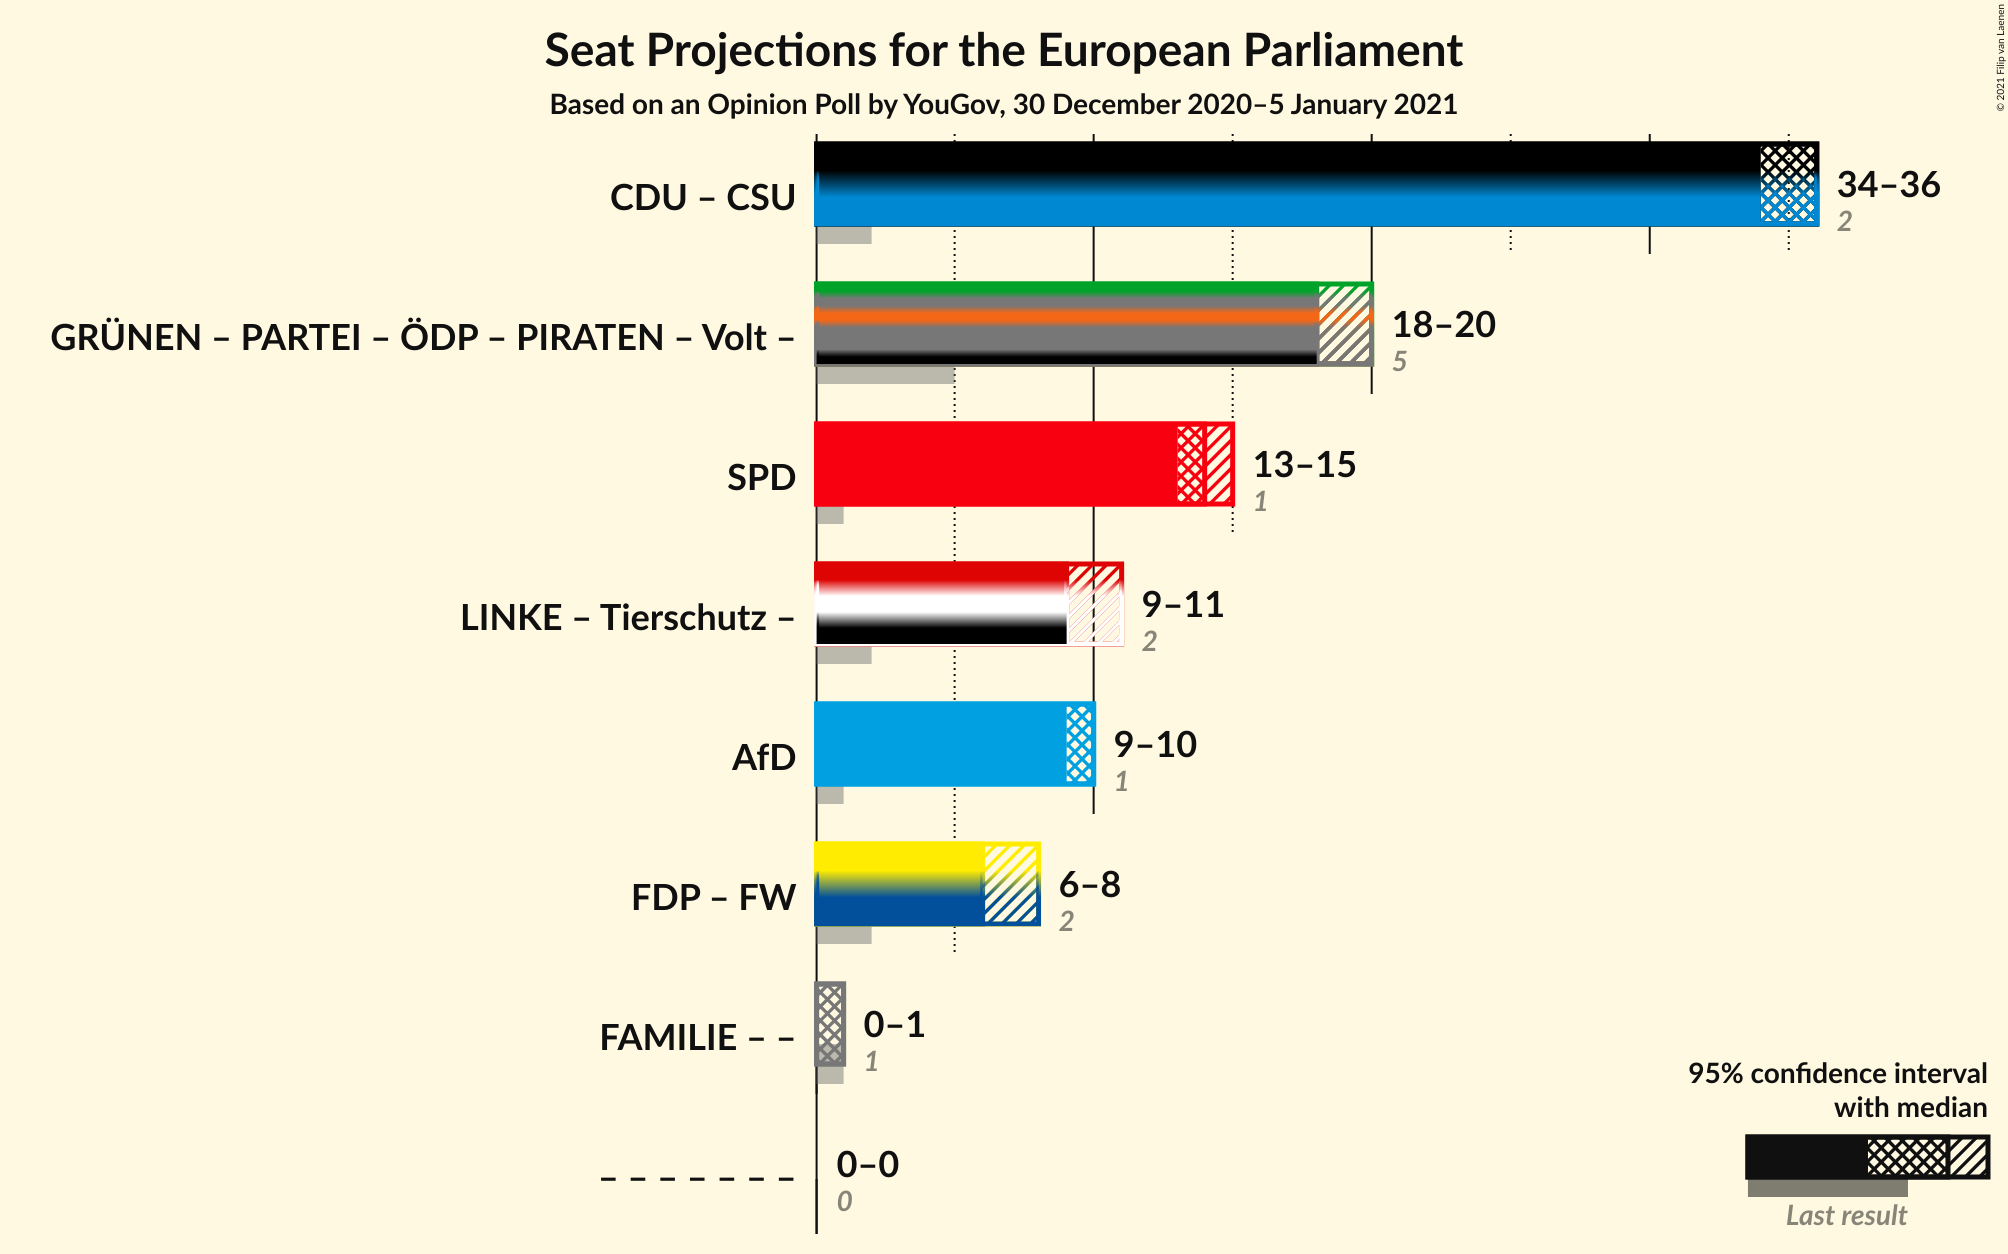 Seat Projections for the European Parliament
Based on an Opinion Poll by YouGov, 30 December 2020–5 January 2021
© 2021 Filip van Laenen
CDU – CSU
34–36
2
GRÜNEN – PARTEI – ÖDP – PIRATEN – Volt –
18–20
5
SPD
13–15
1
LINKE – Tierschutz –
9–11
2
AfD
9–10
1
FDP – FW
6–8
2
FAMILIE – –
0–1
1
– – – – – – –
0–0
0
95% confidence interval
with median
Last result